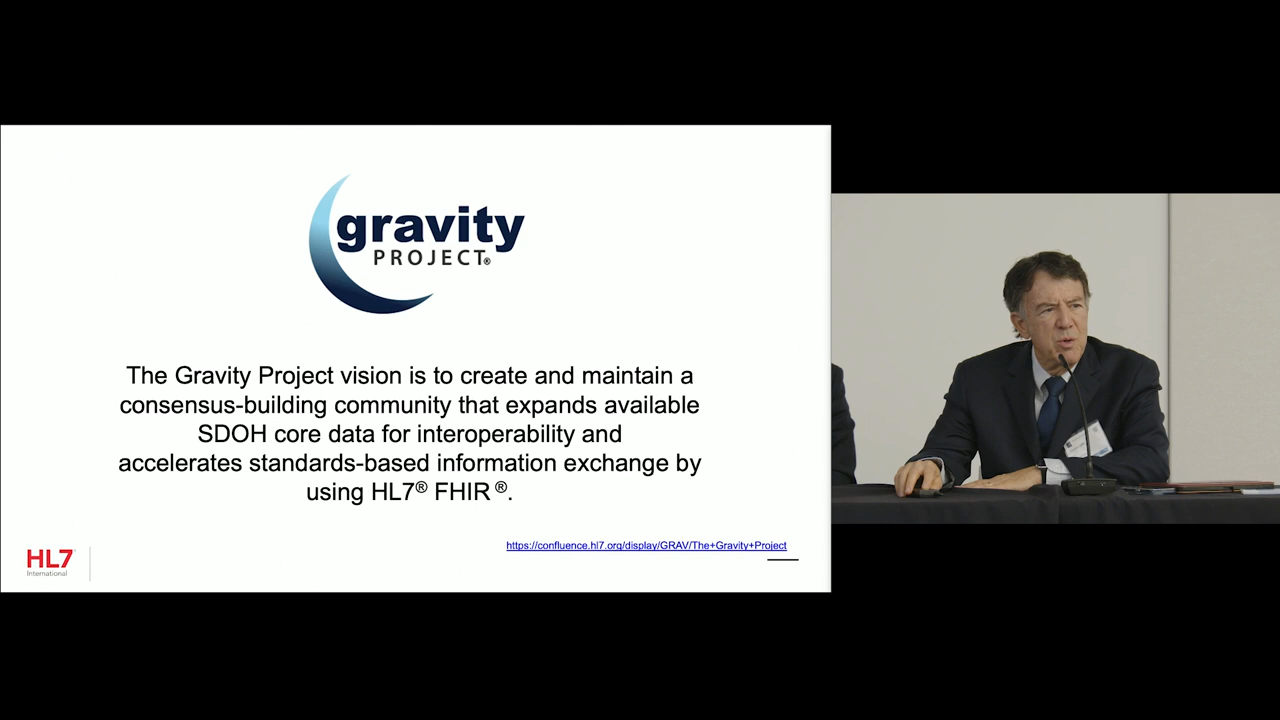 gravity
PROJECT®
The Gravity Project vision is to create and maintain a
consensus-building community that expands available
SDOH core data for interoperability and
accelerates standards-based information exchange by
using HL7® FHIR ®.
https://confluence.hl7.org/display/GRAV/The+Gravity+Project
HL7
International